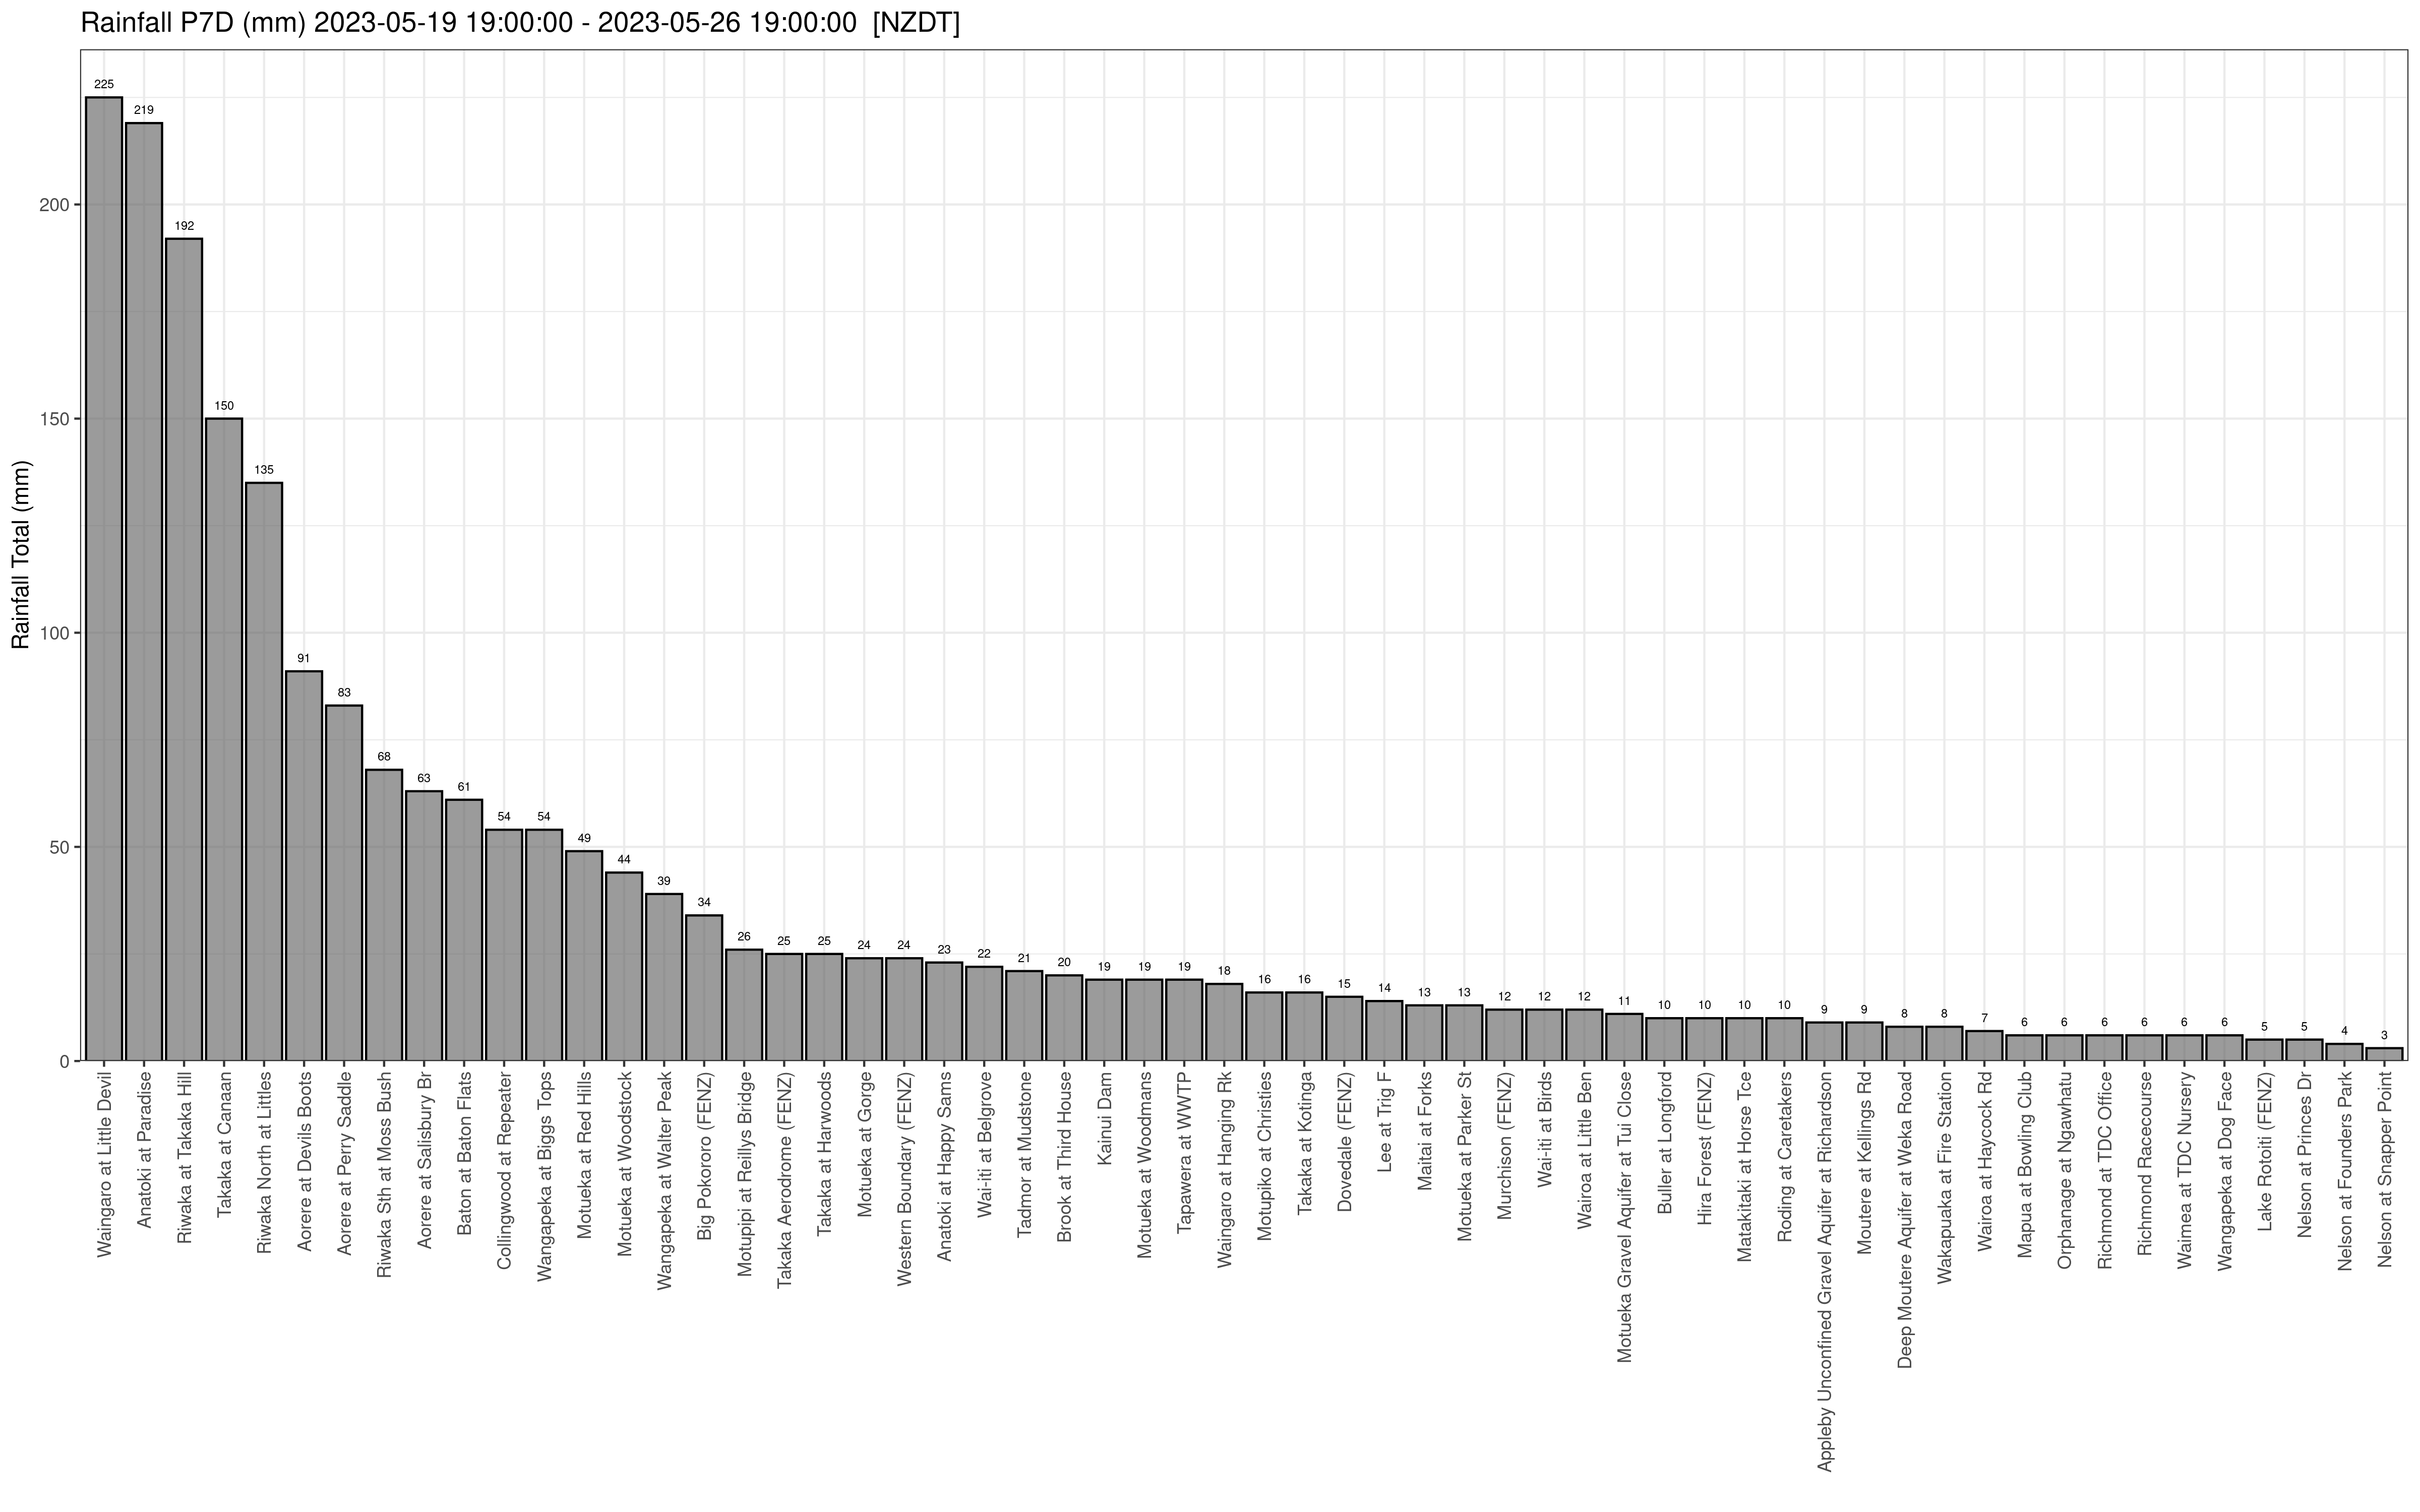 Rainfall P7D (mm) 2023-05-19 19:00:00 - 2023-05-26 19:00:00 [NZDT]
Rainfall Total (mm)
200
150
100
50
0
225
219
192
150
135
91
83
68
63
61
54
54
49
44
39
34
26
25
25
24
24
23
22
21
20
19
19
19
18
16
16
15
14
13
13
12
12
12
11
10
10
10
10
9
9
8
8
7
6
6
6
6
6
6
5
5
4
3
Waingaro at Little Devil
Anatoki at Paradise
Riwaka at Takaka Hill
Takaka at Canaan
Riwaka North at Littles
Aorere at Devils Boots
Aorere at Perry Saddle
Riwaka Sth at Moss Bush
Aorere at Salisbury Br
Baton at Baton Flats
Collingwood at Repeater
Wangapeka at Biggs Tops
Motueka at Red Hills
Motueka at Woodstock
Wangapeka at Walter Peak
Big Pokororo (FENZ)
Motupipi at Reillys Bridge
Takaka Aerodrome (FENZ)
Takaka at Harwoods
Motueka at Gorge
Western Boundary (FENZ)
Anatoki at Happy Sams
Wai-iti at Belgrove
Tadmor at Mudstone
Brook at Third House
Kainui Dam
Motueka at Woodmans
Tapawera at WWTP
Waingaro at Hanging Rk
Motupiko at Christies
Takaka at Kotinga
Dovedale (FENZ)
Lee at Trig F
Maitai at Forks
Motueka at Parker St
Murchison (FENZ)
Wai-iti at Birds
Wairoa at Little Ben
Motueka Gravel Aquifer at Tui Close
Buller at Longford
Hira Forest (FENZ)
Matakitaki at Horse Tce
Roding at Caretakers
Appleby Unconfined Gravel Aquifer at Richardson
Moutere at Kellings Rd
Deep Moutere Aquifer at Weka Road
Wakapuaka at Fire Station
Wairoa at Haycock Rd
Mapua at Bowling Club
Orphanage at Ngawhatu
Richmond at TDC Office
Richmond Racecourse
Waimea at TDC Nursery
Wangapeka at Dog Face
Lake Rotoiti (FENZ)
Nelson at Princes Dr
Nelson at Founders Park
Nelson at Snapper Point